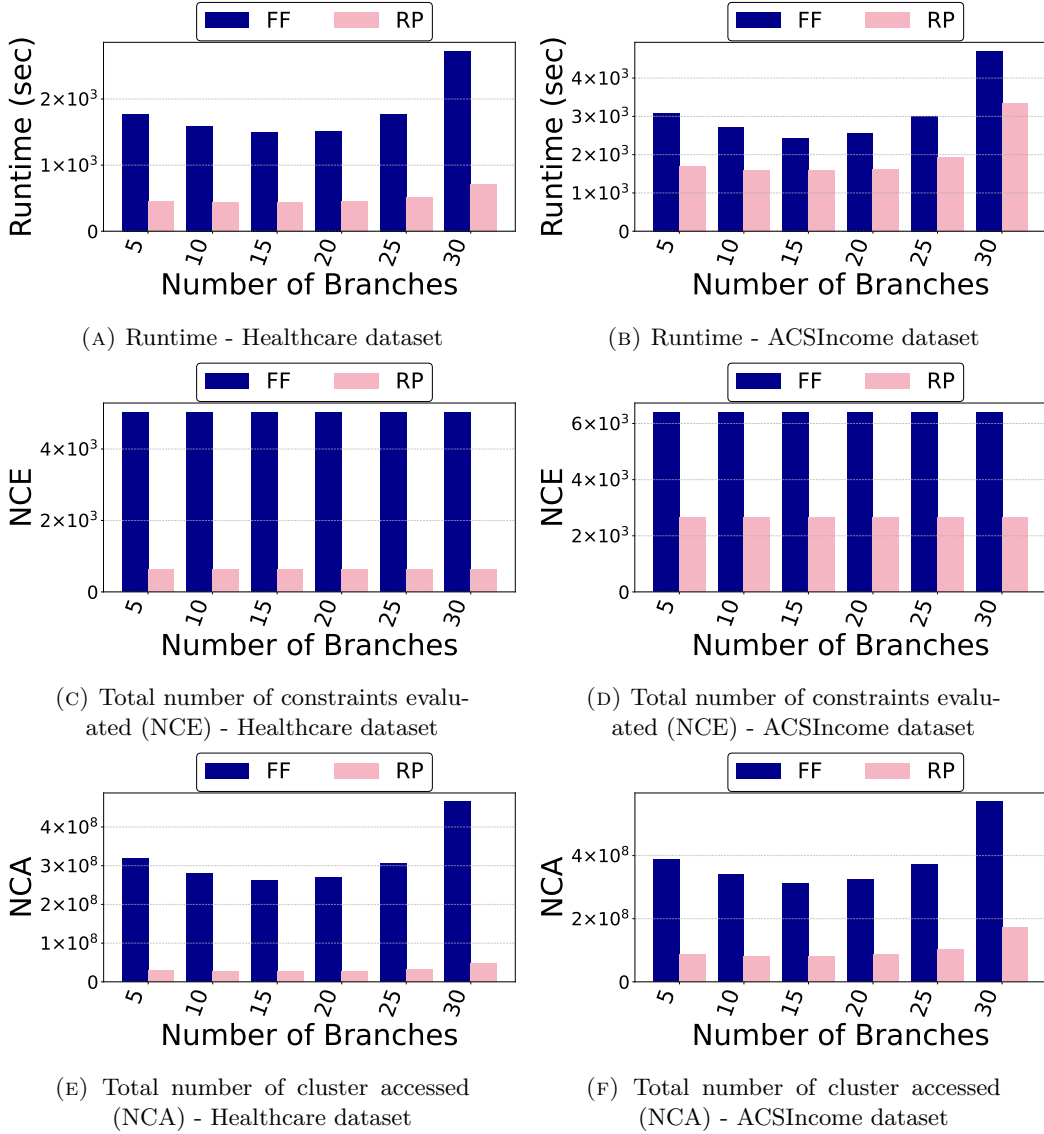 FF RP
Runtime (sec)
2×10³
1×10³
0
5 10 15 20 25 30
Number of Branches
(A) Runtime - Healthcare dataset
FF RP
Runtime (sec)
4×10³
3×10³
2×10³
1×10³
0
5 10 15 20 25 30
Number of Branches
(B) Runtime - ACSIncome dataset
FF RP
NCE
4×10³
2×10³
0
5 10 15 20 25 30
Number of Branches
(C) Total number of constraints evalu-
ated (NCE) - Healthcare dataset
FF RP
NCE
6×10³
4×10³
2×10³
0
5 10 15 20 25 30
Number of Branches
(D) Total number of constraints evalu-
ated (NCE) - ACSIncome dataset
FF RP
NCA
4×10⁸
3×10⁸
2×10⁸
1×10⁸
0
5 10 15 20 25 30
Number of Branches
(E) Total number of cluster accessed
(NCA) - Healthcare dataset
FF RP
NCA
4×10⁸
2×10⁸
0
5 10 15 20 25 30
Number of Branches
(F) Total number of cluster accessed
(NCA) - ACSIncome dataset